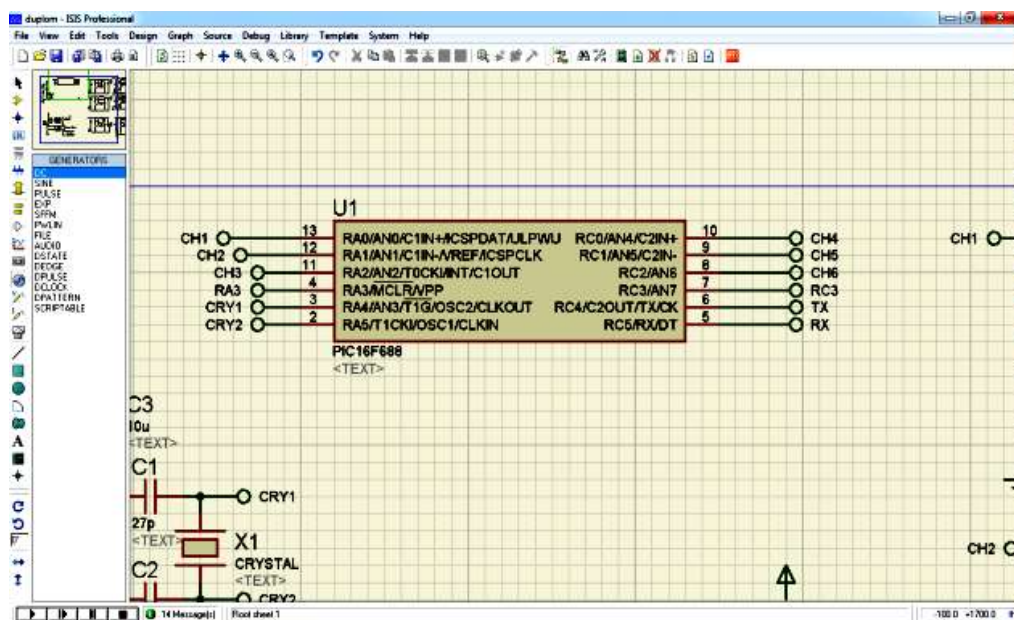 duplom - ISIS Professional
File View Edit Tools Design Graph Source Debug Library Template System Help
GENERATORS
DC
SINE
PULSE
EXP
SFFM
PWLIN
FILE
AUDIO
DSTATE
DEDGE
DPULSE
DCLOCK
DPATTERN
SCRIPTABLE
U1
CH1 13 RA0/AN0/C1IN+/ICSPDAT/ULPWU RC0/AN4/C2IN+ 10 CH4
CH2 12 RA1/AN1/C1IN-/VREF/ICSPCLK RC1/AN5/C2IN- 9 CH5
CH3 11 RA2/AN2/T0CKI/INT/C1OUT RC2/AN6 8 CH6
RA3 4 RA3/MCLR/VPP RC3/AN7 7 RC3
CRY1 3 RA4/AN3/T1G/OSC2/CLKOUT RC4/C2OUT/TX/CK 6 TX
CRY2 2 RA5/T1CKI/OSC1/CLKIN RC5/RX/DT 5 RX
PIC16F688
<TEXT>
CH1
C3
10u
<TEXT>
C1
CRY1
27p
<TEXT>
X1
CRYSTAL
<TEXT>
C2
CRY2
CH2
14 Message(s) Root sheet 1
-100.0 +1700.0